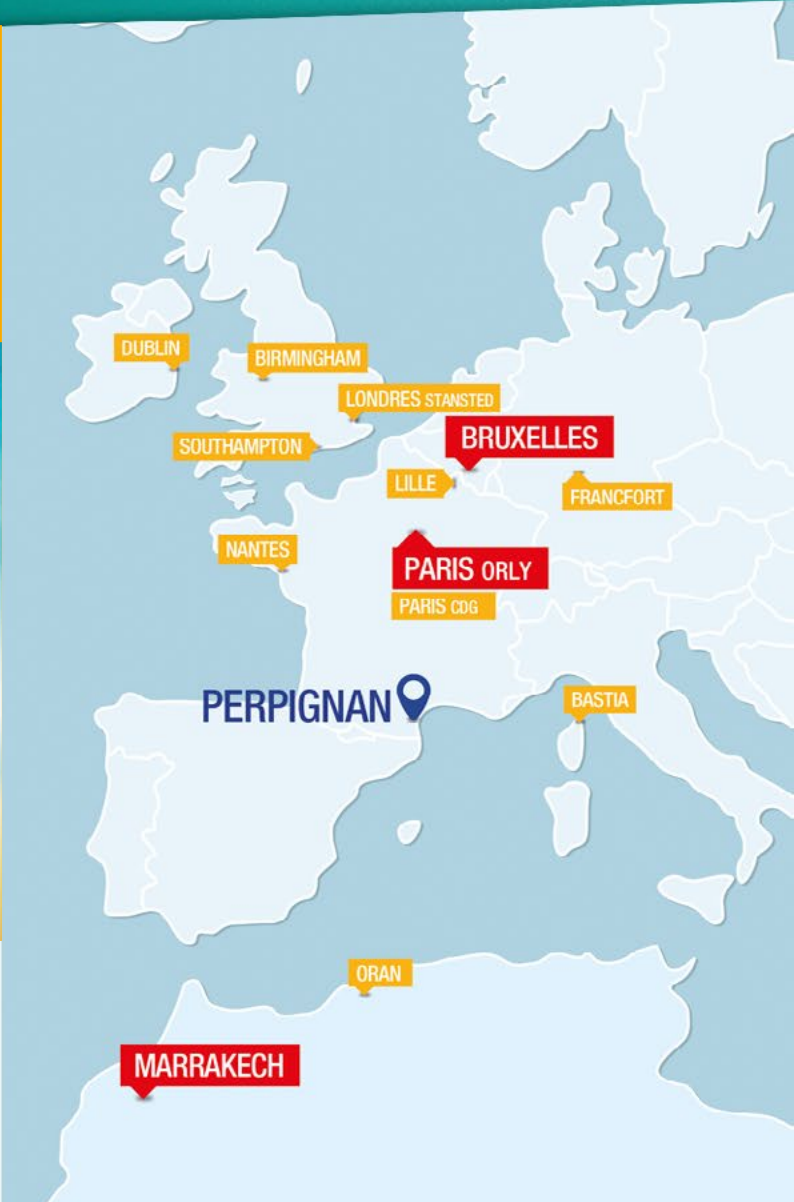 DUBLIN
BIRMINGHAM
LONDRES STANSTED
BRUXELLES
SOUTHAMPTON
LILLE
FRANCFORT
NANTES
PARIS ORLY
PARIS CDG
PERPIGNAN
BASTIA
ORAN
MARRAKECH